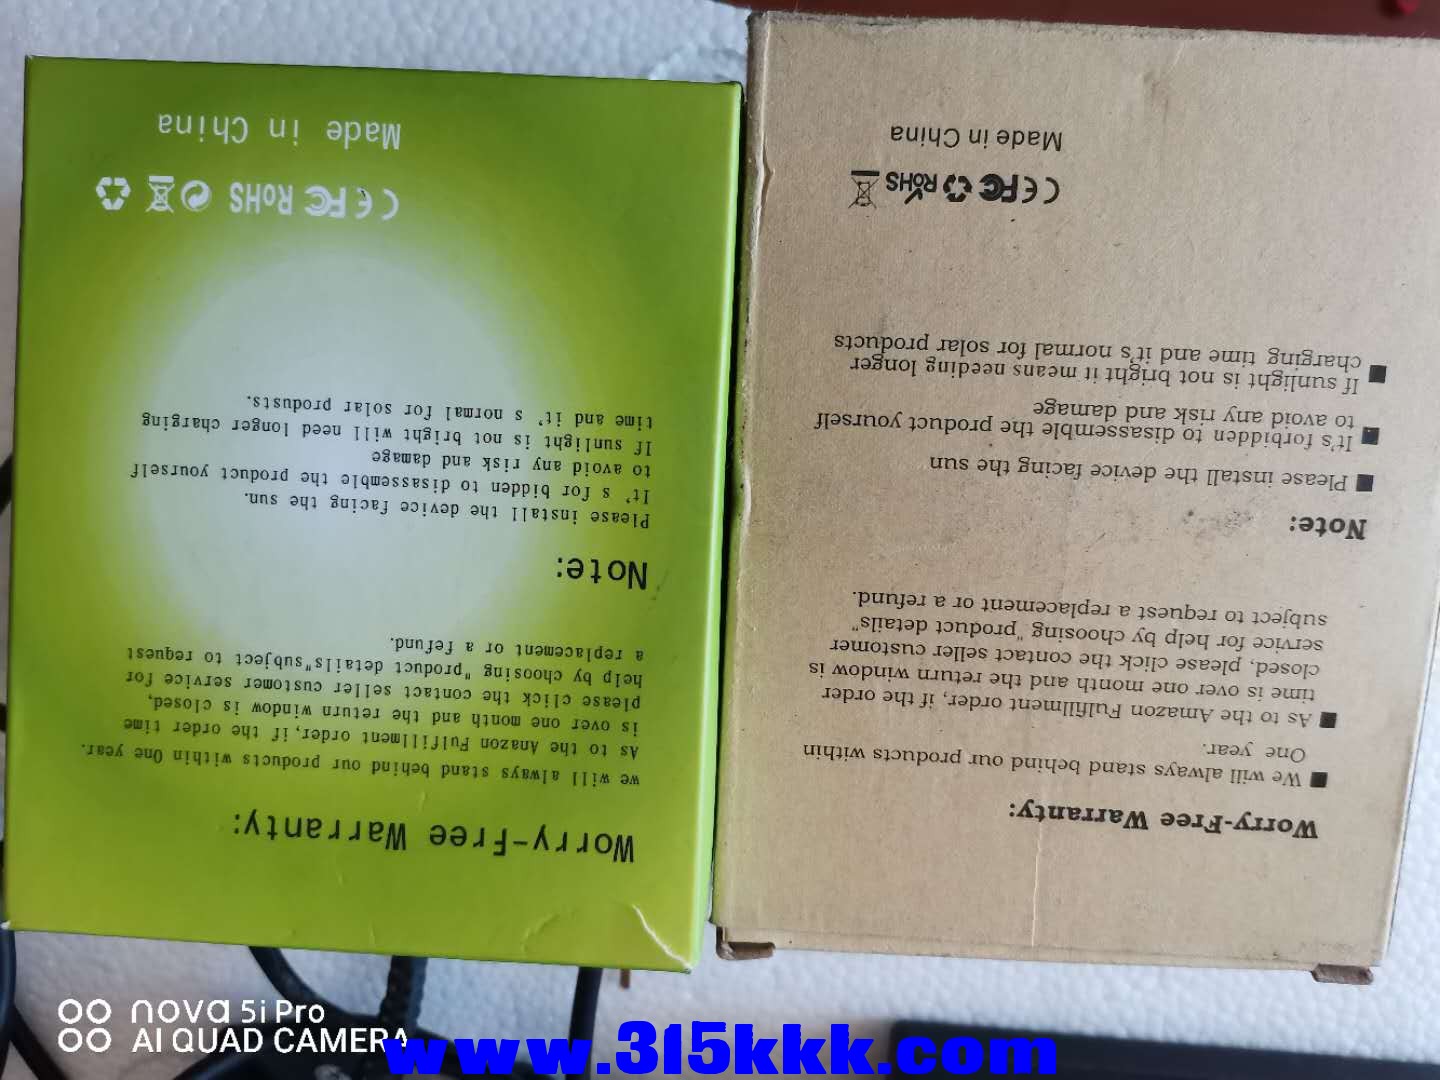 Worry-Free Warranty:
we will always stand behind our products within One year.
As to the Anazon Fulfillment order, if the order time
is over one month and the return window is closed,
please click the contact seller customer service for
help by choosing "product details"subject to request
a replacement or a fefund.
Note:
Please install the device facing the sun.
It’ s for bidden to disassemble the product yourself
to avoid any risk and damage
If sunlight is not bright will need longer charging
time and it’ s normal for solar produsts.
CE FC RoHS
Made in China
Worry-Free Warranty:
■ We will always stand behind our products within
One year.
■ As to the Amazon Fulfillment order, if the order
time is over one month and the return window is
closed, please click the contact seller customer
service for help by choosing "product details"
subject to request a replacement or a refund.
Note:
■ Please install the device facing the sun
■ It's forbidden to disassemble the product yourself
to avoid any risk and damage
■ If sunlight is not bright it means needing longer
charging time and it's normal for solar products
CE FC RoHS
Made in China
nova 5i Pro
AI QUAD CAMERA
www.315kkk.com